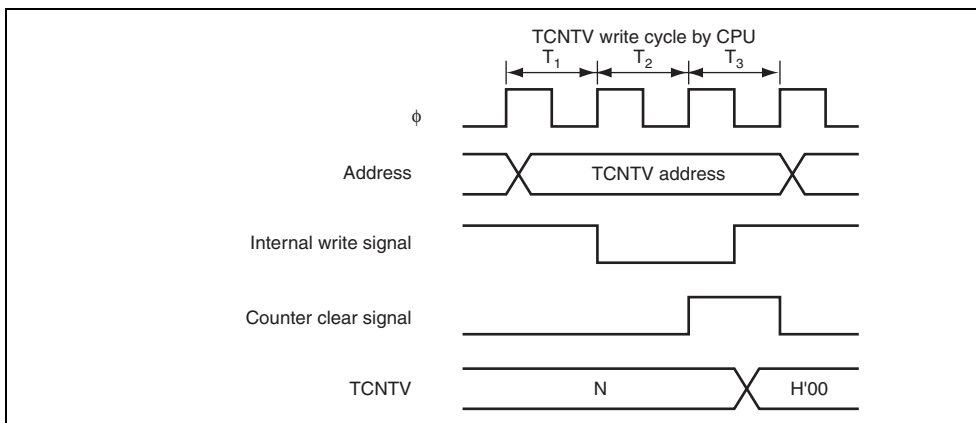 TCNTV write cycle by CPU
T1 T2 T3
φ
Address TCNTV address
Internal write signal
Counter clear signal
TCNTV N H'00